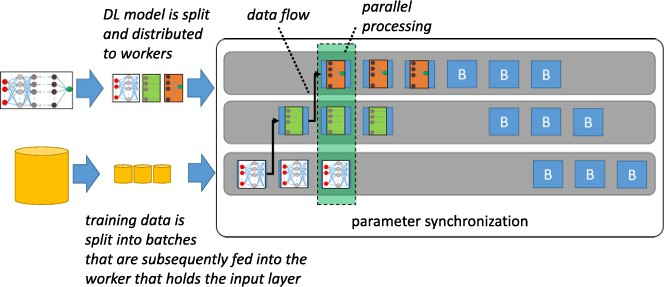 DL model is split
and distributed
to workers
data flow
parallel
processing
B B B
B B B
B B B
parameter synchronization
training data is
split into batches
that are subsequently fed into the
worker that holds the input layer